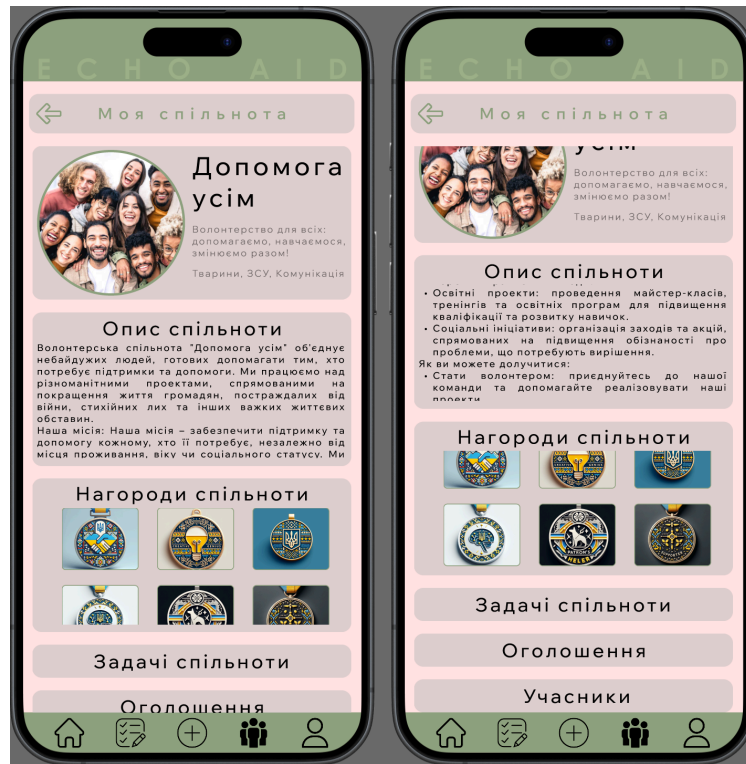 ECHO AID
Моя спільнота
Допомога
усім
Волонтерство для всіх:
допомагаємо, навчаємося,
змінюємо разом!
Тварини, ЗСУ, Комунікація
Опис спільноти
Волонтерська спільнота "Допомога усім" об'єднує
небайдужих людей, готових допомагати тим, хто
потребує підтримки та допомоги. Ми працюємо над
різноманітними проектами, спрямованими на
покращення життя громадян, постраждалих від
війни, стихійних лих та інших важких життєвих
обставин.
Наша місія: Наша місія – забезпечити підтримку та
допомогу кожному, хто її потребує, незалежно від
місця проживання, віку чи соціального статусу. Ми
Нагороди спільноти
Задачі спільноти
Оголошення
ECHO AID
Моя спільнота
усім
Волонтерство для всіх:
допомагаємо, навчаємося,
змінюємо разом!
Тварини, ЗСУ, Комунікація
Опис спільноти
• Освітні проекти: проведення майстер-класів,
тренінгів та освітніх програм для підвищення
кваліфікації та розвитку навичок.
• Соціальні ініціативи: організація заходів та акцій,
спрямованих на підвищення обізнаності про
проблеми, що потребують вирішення.
Як ви можете долучитися:
• Стати волонтером: приєднуйтесь до нашої
команди та допомагайте реалізовувати наші
проекти
Нагороди спільноти
Задачі спільноти
Оголошення
Учасники